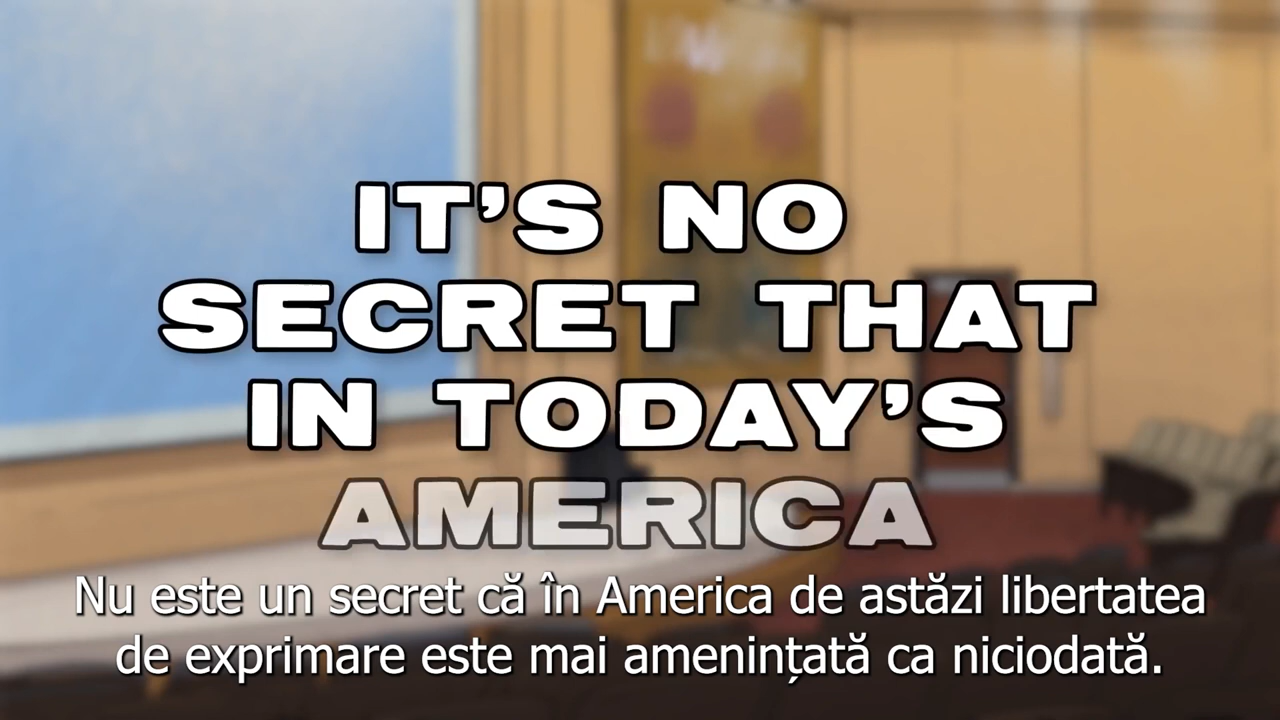 IT'S NO
SECRET THAT
IN TODAY'S
AMERICA
Nu este un secret că în America de astăzi libertatea
de exprimare este mai amenințată ca niciodată.